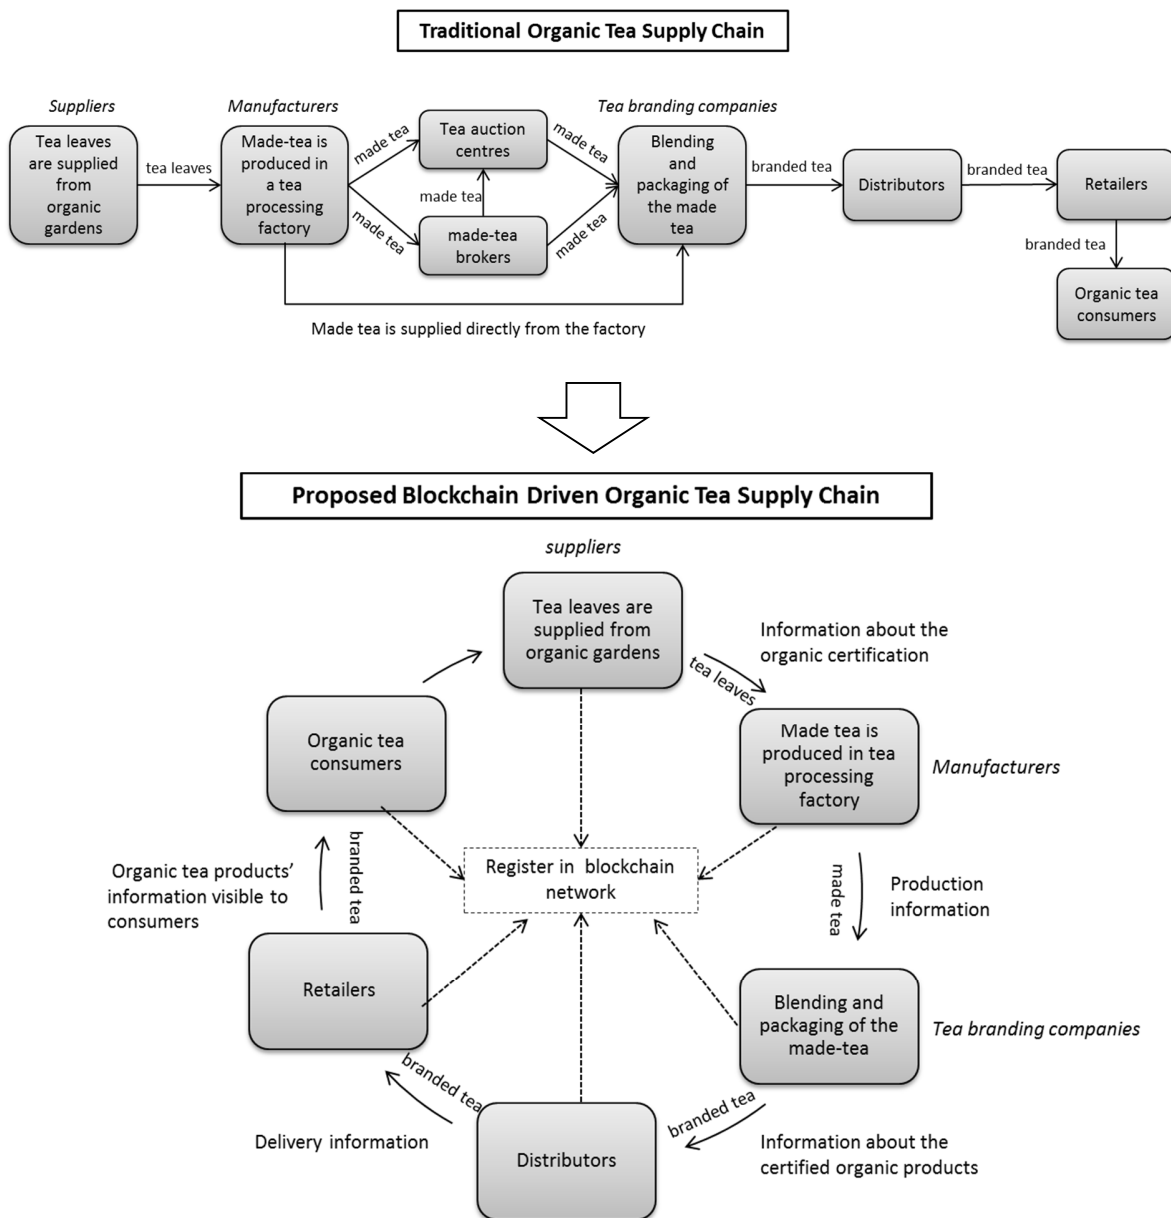 Traditional Organic Tea Supply Chain
Suppliers
Manufacturers
Tea branding companies
Tea leaves
are supplied
from
organic
gardens
tea leaves
Made-tea is
produced in
a tea
processing
factory
made tea
made tea
Tea auction
centres
made tea
made-tea
brokers
made tea
made tea
Blending
and
packaging of
the made
tea
branded tea
Distributors
branded tea
Retailers
branded tea
Organic tea
consumers
Made tea is supplied directly from the factory
Proposed Blockchain Driven Organic Tea Supply Chain
suppliers
Tea leaves are
supplied from
organic gardens
tea leaves
Information about the
organic certification
Made tea is
produced in tea
processing
factory
Manufacturers
made tea
Production
information
Blending and
packaging of the
made-tea
Tea branding companies
branded tea
Information about the
certified organic products
Distributors
branded tea
Delivery information
Retailers
branded tea
Organic tea products'
information visible to
consumers
Organic tea
consumers
Register in blockchain
network